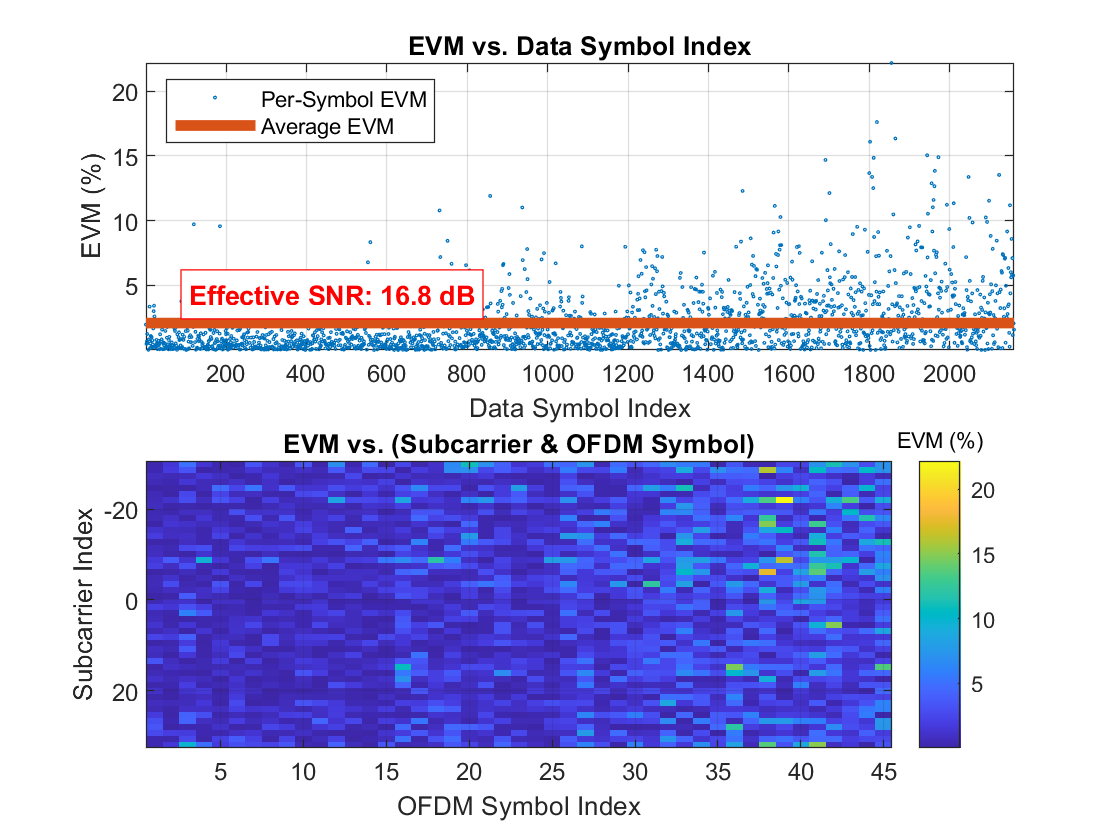 EVM vs. Data Symbol Index
EVM (%)
20
15
10
5
Per-Symbol EVM
Average EVM
Effective SNR: 16.8 dB
200 400 600 800 1000 1200 1400 1600 1800 2000
Data Symbol Index
EVM vs. (Subcarrier & OFDM Symbol)
EVM (%)
Subcarrier Index
-20
0
20
20
15
10
5
5 10 15 20 25 30 35 40 45
OFDM Symbol Index